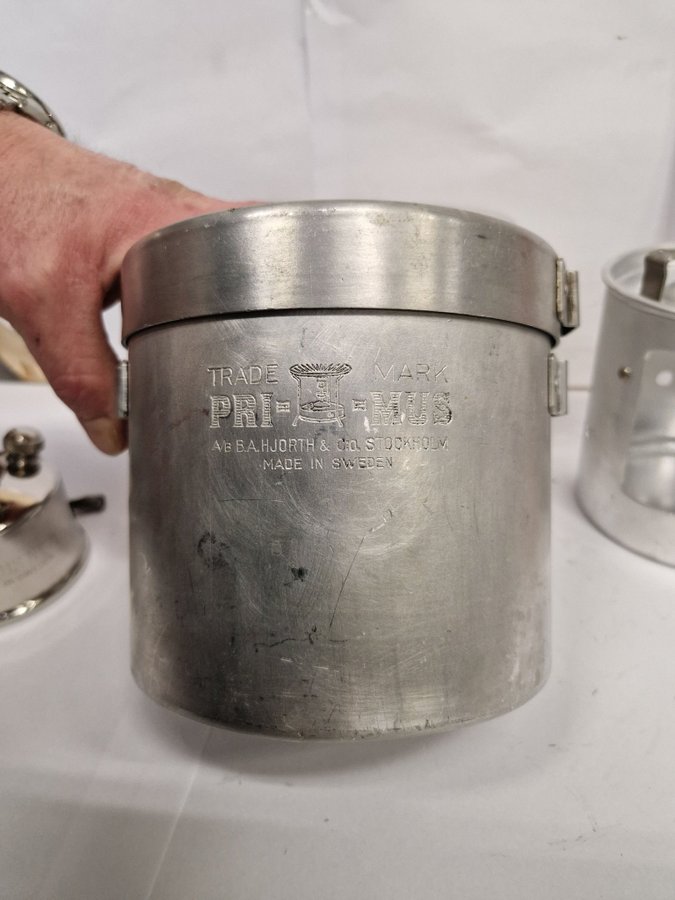 TRADE MARK
PRI-MUS
A/B B.A. HJORTH & Co. STOCKHOLM
MADE IN SWEDEN